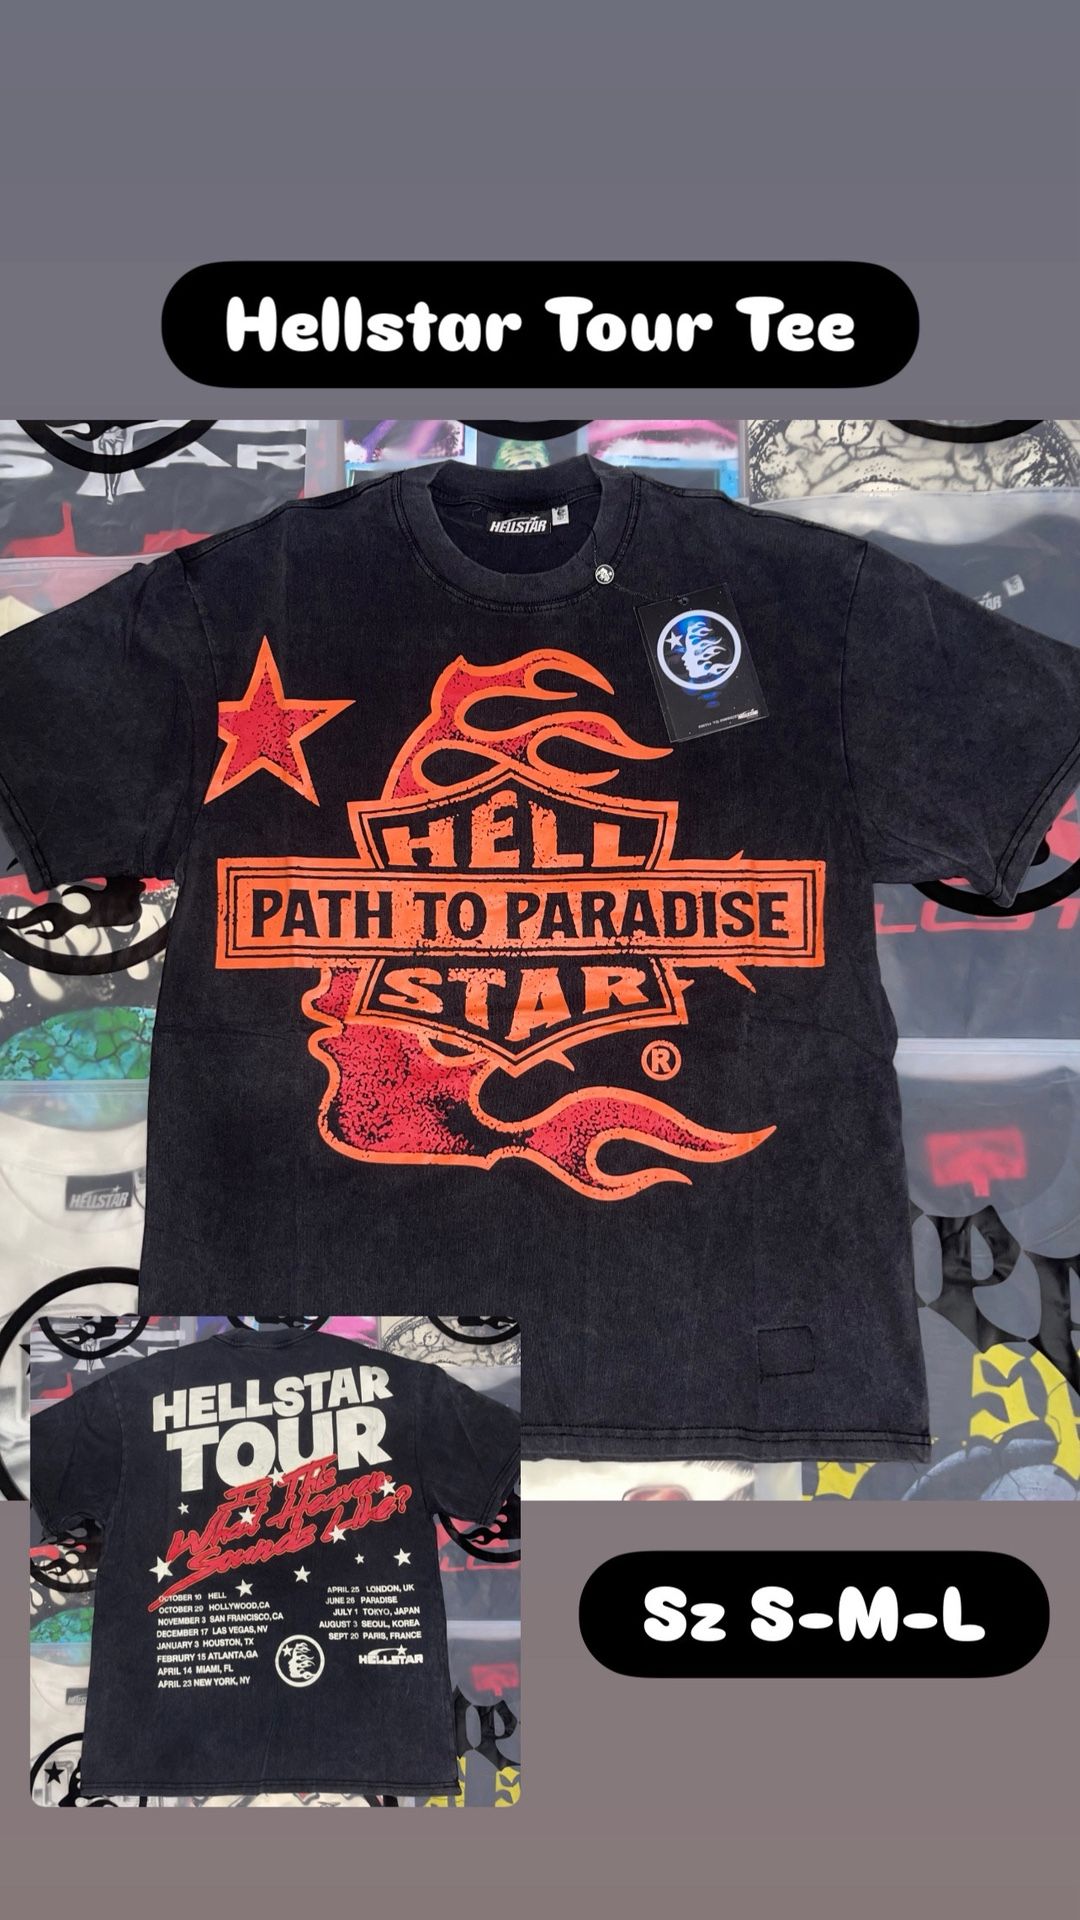 Hellstar Tour Tee
S AR
HELLSTAR
HELL
PATH TO PARADISE
STAR
®
HELLSTAR
HELLSTAR
TOUR
Is This
What Heaven
Sounds Like?
OCTOBER 10 HELL
OCTOBER 29 HOLLYWOOD,CA
NOVEMBER 3 SAN FRANCISCO,CA
DECEMBER 17 LAS VEGAS, NV
JANUARY 3 HOUSTON, TX
FEBRURY 15 ATLANTA,GA
APRIL 14 MIAMI, FL
APRIL 23 NEW YORK, NY
APRIL 25 LONDON, UK
JUNE 26 PARADISE
JULY 1 TOKYO, JAPAN
AUGUST 3 SEOUL, KOREA
SEPT 20 PARIS, FRANCE
HELLSTAR
Sz S-M-L